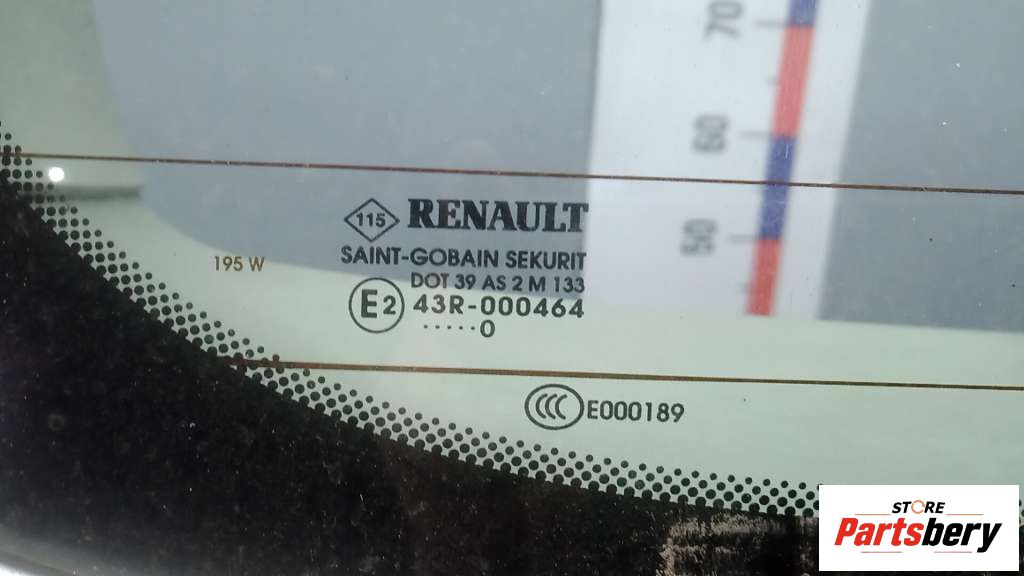 70
60
50
115 RENAULT
SAINT-GOBAIN SEKURIT
195 W
DOT 39 AS 2 M 133
E2 43R-000464
.....0
CCC E000189
STORE
Partsbery